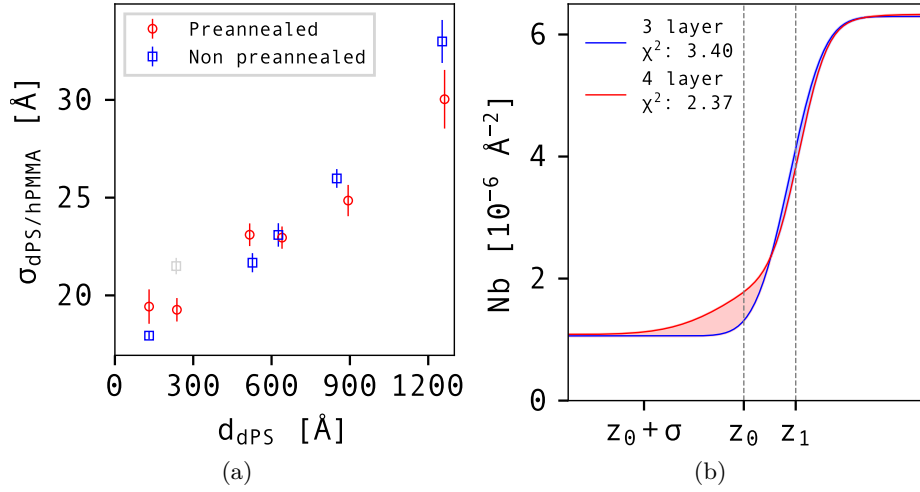 Preannealed
Non preannealed
σdPS/hPMMA [Å]
30
25
20
0 300 600 900 1200
ddPS [Å]
(a)
3 layer
χ²: 3.40
4 layer
χ²: 2.37
Nb [10⁻⁶ Å⁻²]
6
4
2
0
z₀+σ z₀ z₁
(b)